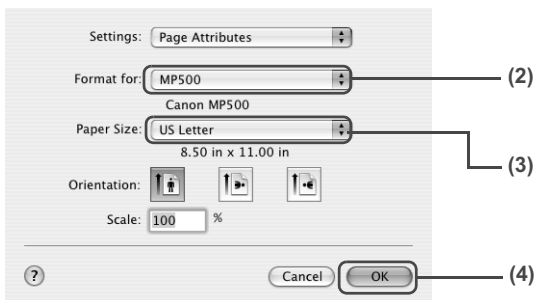 Settings: Page Attributes
Format for: MP500 (2)
Canon MP500
Paper Size: US Letter
8.50 in x 11.00 in (3)
Orientation:
Scale: 100 %
? Cancel OK (4)